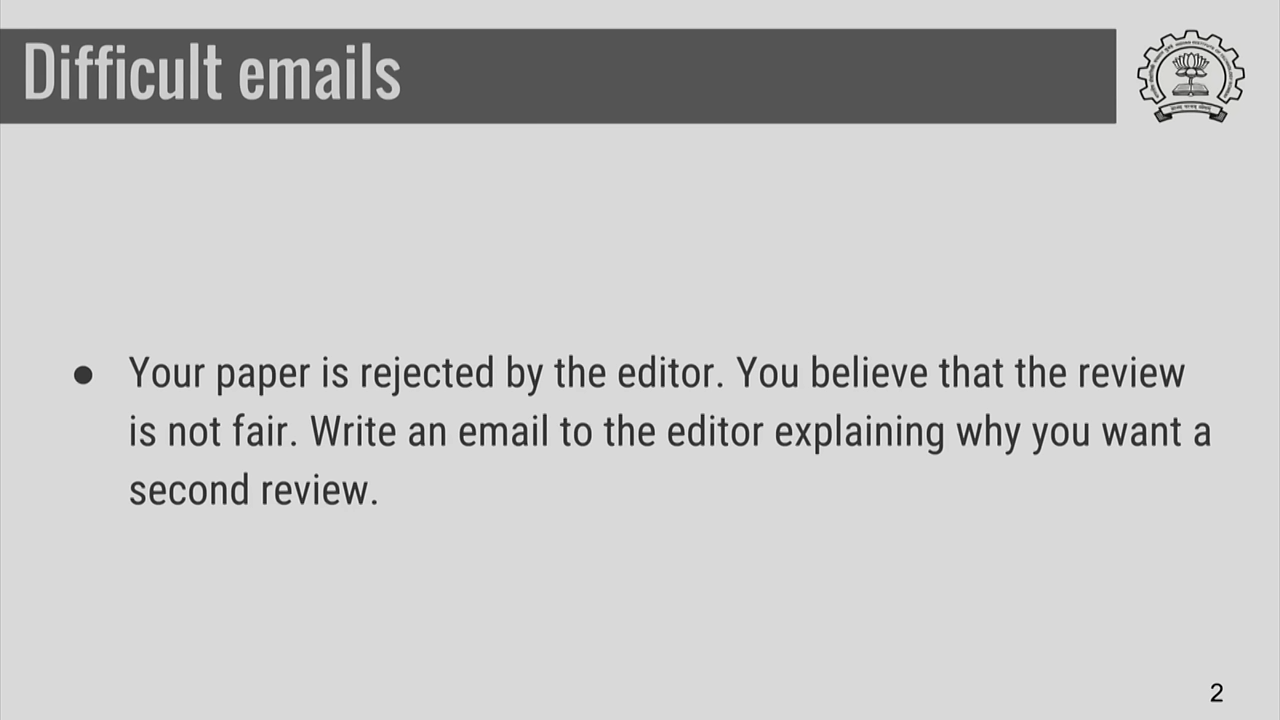 Difficult emails
● Your paper is rejected by the editor. You believe that the review
is not fair. Write an email to the editor explaining why you want a
second review.
2